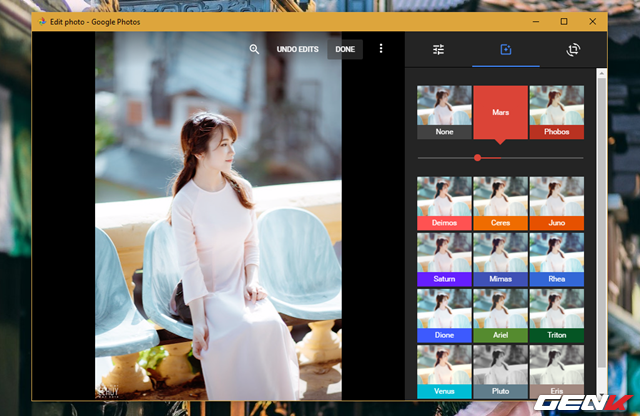 Edit photo - Google Photos
UNDO EDITS DONE
None Mars Phobos
Deimos Ceres Juno
Saturn Mimas Rhea
Dione Ariel Triton
Venus Pluto Eris
GENK